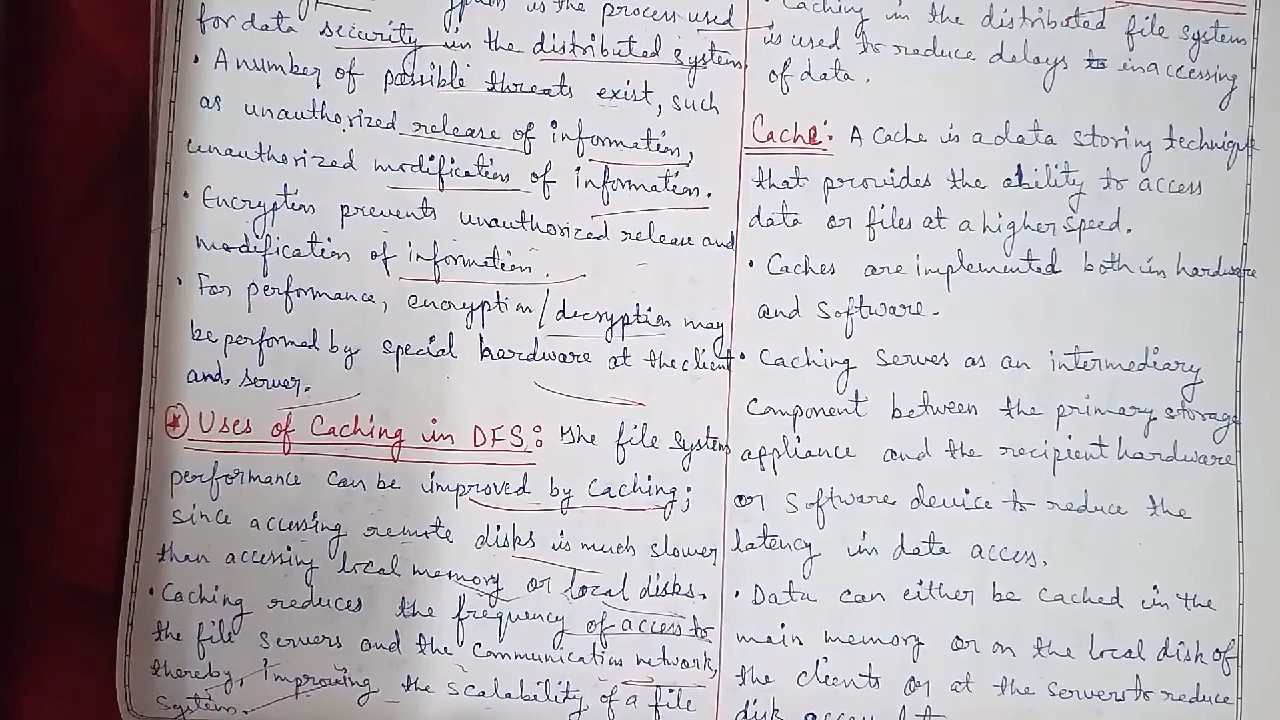 is the process used
for data security in the distributed system
• A number of possible threats exist, such
as unauthorized release of information,
unauthorized modification of information.
• Encryption prevents unauthorized release and
modification of information.
• For performance, encryption/decryption may
be performed by special hardware at the client
and server.
* Uses of Caching in DFS: The file system
performance can be improved by Caching;
since accessing remote disks is much slower
than accessing local memory or local disks.
• Caching reduces the frequency of access to
the file servers and the communication network,
thereby, improving the scalability of a file
system.
• Caching in the distributed file system
is used to reduce delays in accessing
of data.
Cache: A Cache is a data storing technique
that provides the ability to access
data or files at a higher speed.
• Caches are implemented both in hardware
and Software.
• Caching Serves as an intermediary
Component between the primary storage
appliance and the recipient hardware
or Software device to reduce the
latency in data access.
• Data can either be cached in the
main memory or on the local disk of
the clients or at the servers to reduce
disk